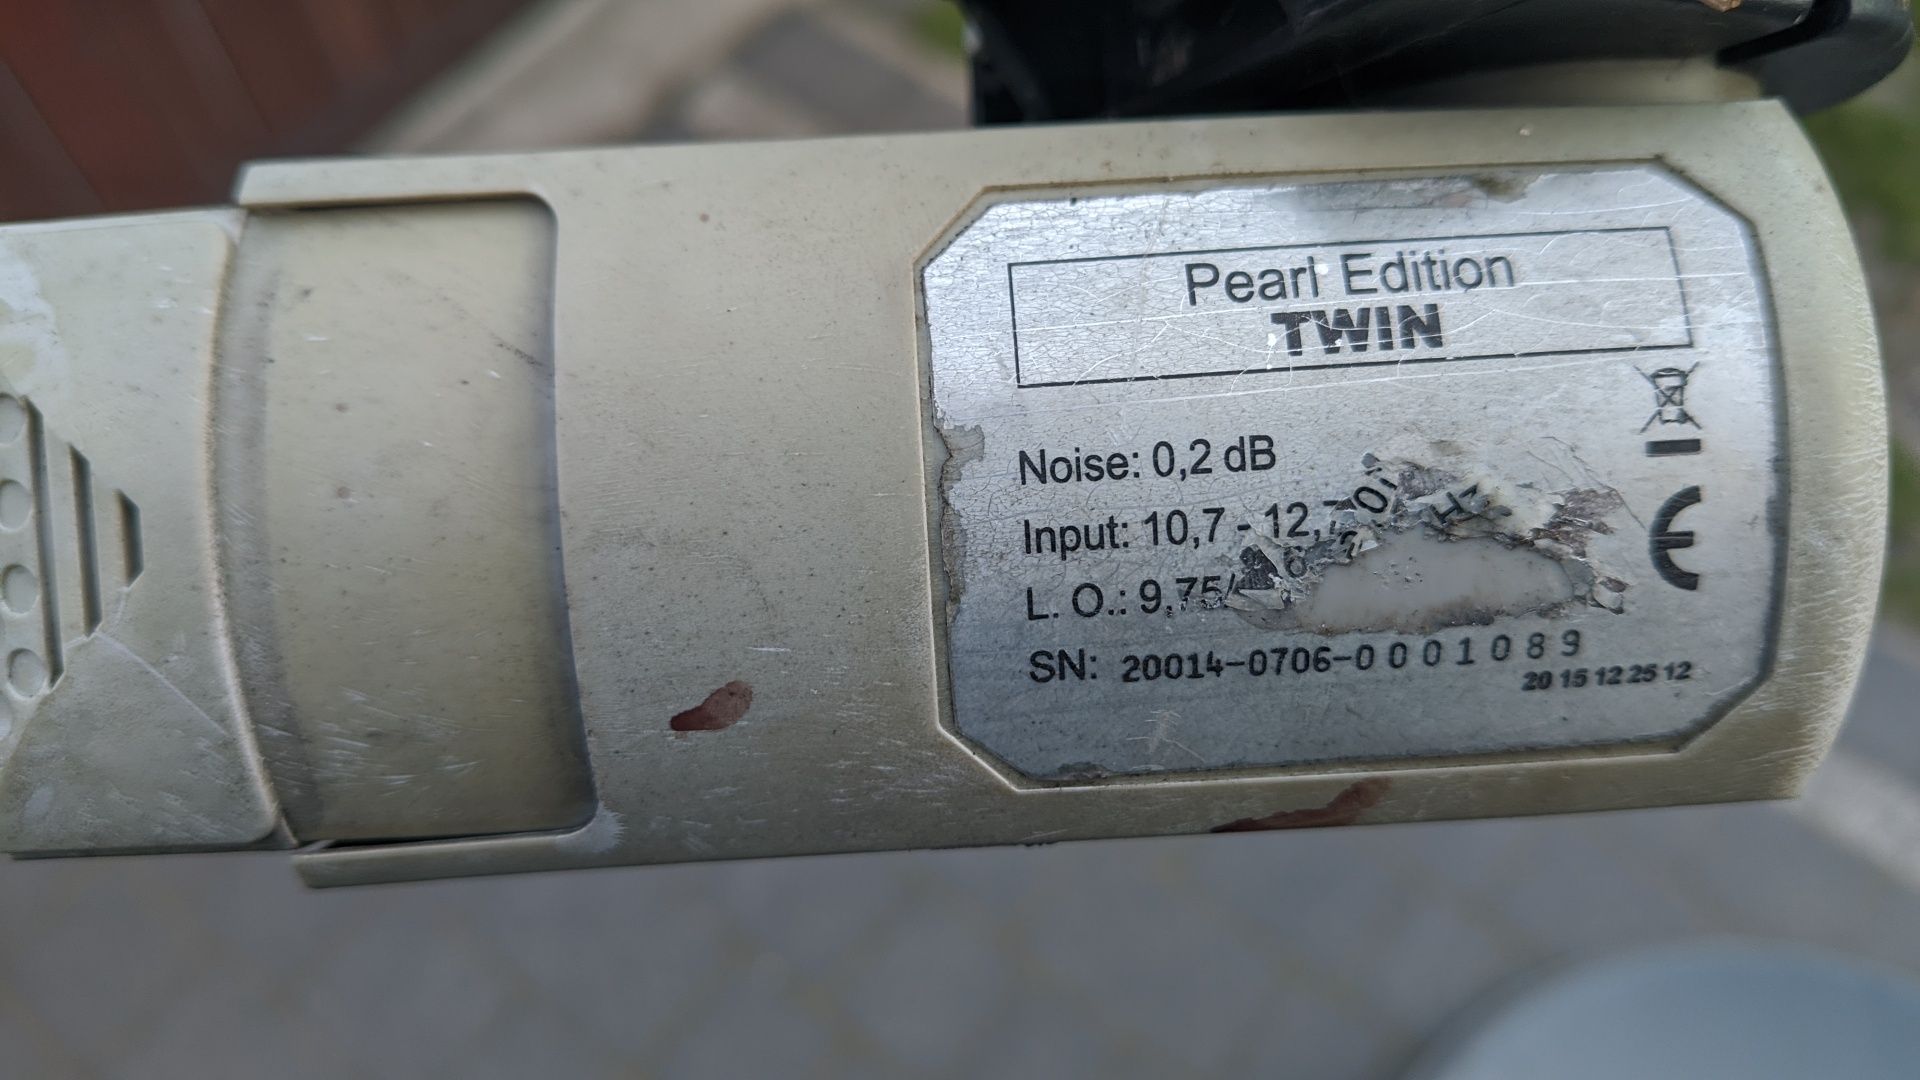 Pearl Edition
TWIN
Noise: 0,2 dB
Input: 10,7 - 12,
L. O.: 9,75/
SN: 20014-0706-0001089
20 15 12 25 12
CE